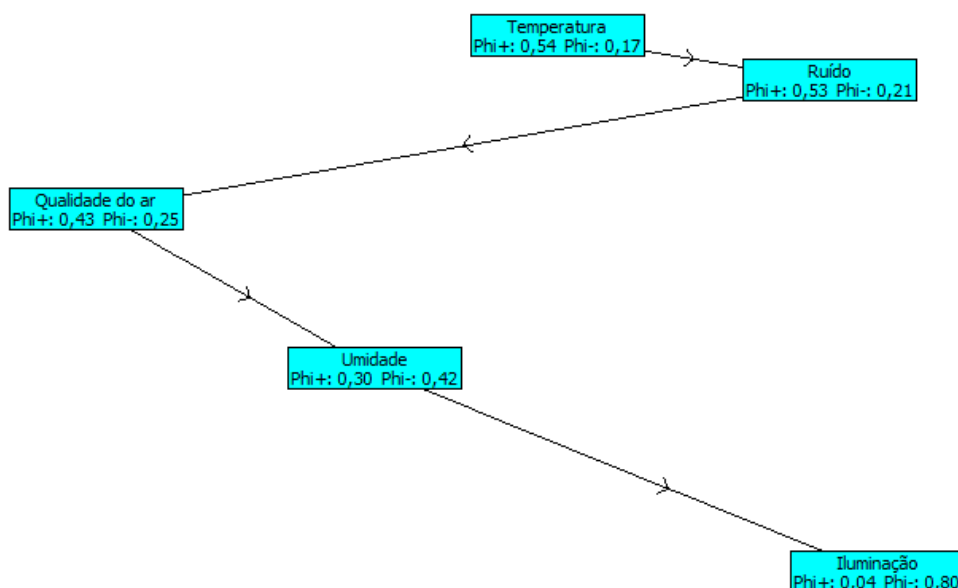 Temperatura
Phi+: 0,54 Phi-: 0,17
Ruído
Phi+: 0,53 Phi-: 0,21
Qualidade do ar
Phi+: 0,43 Phi-: 0,25
Umidade
Phi+: 0,30 Phi-: 0,42
Iluminação
Phi+: 0,04 Phi-: 0,80